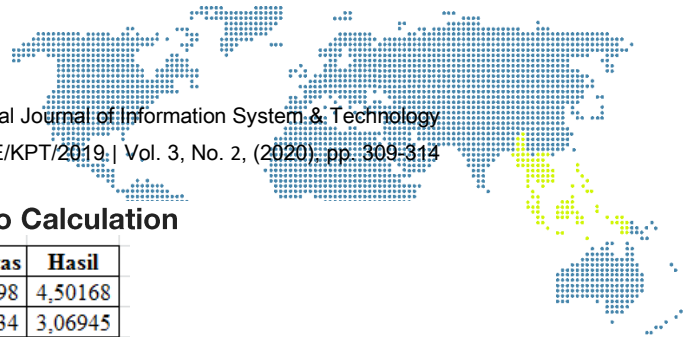 al Journal of Information System & Technology
E/KPT/2019 | Vol. 3, No. 2, (2020), pp. 309-314
o Calculation
as Hasil
98 4,50168
34 3,06945